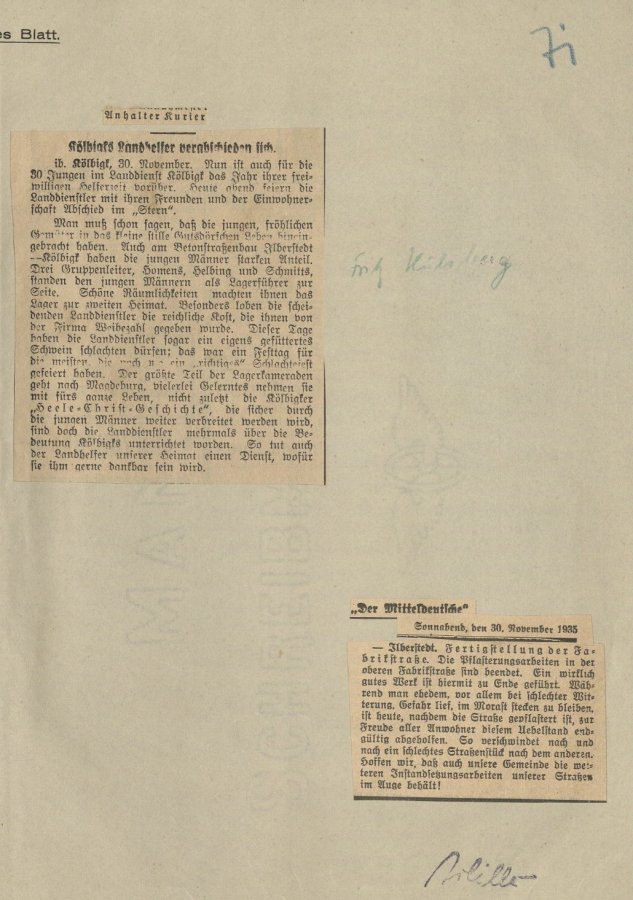 es Blatt.
7i
Anhalter Kurier
Kölbigks Landhelfer verabschieden sich.
ib. Kölbigk, 30. November. Nun ist auch für die
30 Jungen im Landdienst Kölbigk das Jahr ihrer frei-
willigen Helferzeit vorüber. Heute abend feiern die
Landdienstler mit ihren Freunden und der Einwohner-
schaft Abschied im „Stern“.
Man muß schon sagen, daß die jungen, fröhlichen
Gemüter in das kleine stille Gutsdörfchen Leben hinein-
gebracht haben. Auch am Betonstraßenbau Ilberstedt
--Kölbigk haben die jungen Männer starken Anteil.
Drei Gruppenleiter, Homens, Helbing und Schmitts,
standen den jungen Männern als Lagerführer zur
Seite. Schöne Räumlichkeiten machten ihnen das
Lager zur zweiten Heimat. Besonders loben die schei-
denden Landdienstler die reichliche Kost, die ihnen von
der Firma Weibezahl gegeben wurde. Dieser Tage
haben die Landdienstler sogar ein eigens gefüttertes
Schwein schlachten dürfen; das war ein Festtag für
die meisten, die noch nie ein „richtiges“ Schlachtefest
gefeiert haben. Der größte Teil der Lagerkameraden
geht nach Magdeburg, vielerlei Gelerntes nehmen sie
mit fürs ganze Leben, nicht zuletzt die Kölbigker
„Heele-Christ-Geschichte“, die sicher durch
die jungen Männer weiter verbreitet werden wird,
sind doch die Landdienstler mehrmals über die Be-
deutung Kölbigks unterrichtet worden. So tut auch
der Landhelfer unserer Heimat einen Dienst, wofür
sie ihm gerne dankbar sein wird.
Fritz
„Der Mitteldeutsche“
Sonnabend, den 30. November 1935
— Ilberstedt. Fertigstellung der Fa-
brikstraße. Die Pflasterungsarbeiten in der
oberen Fabrikstraße sind beendet. Ein wirklich
gutes Werk ist hiermit zu Ende geführt. Wäh-
rend man ehedem, vor allem bei schlechter Wit-
terung, Gefahr lief, im Morast stecken zu bleiben,
ist heute, nachdem die Straße gepflastert ist, zur
Freude aller Anwohner diesem Uebelstand end-
gültig abgeholfen. So verschwindet nach und
nach ein schlechtes Straßenstück nach dem anderen.
Hoffen wir, daß auch unsere Gemeinde die wei-
teren Instandsetzungsarbeiten unserer Straßen
im Auge behält!